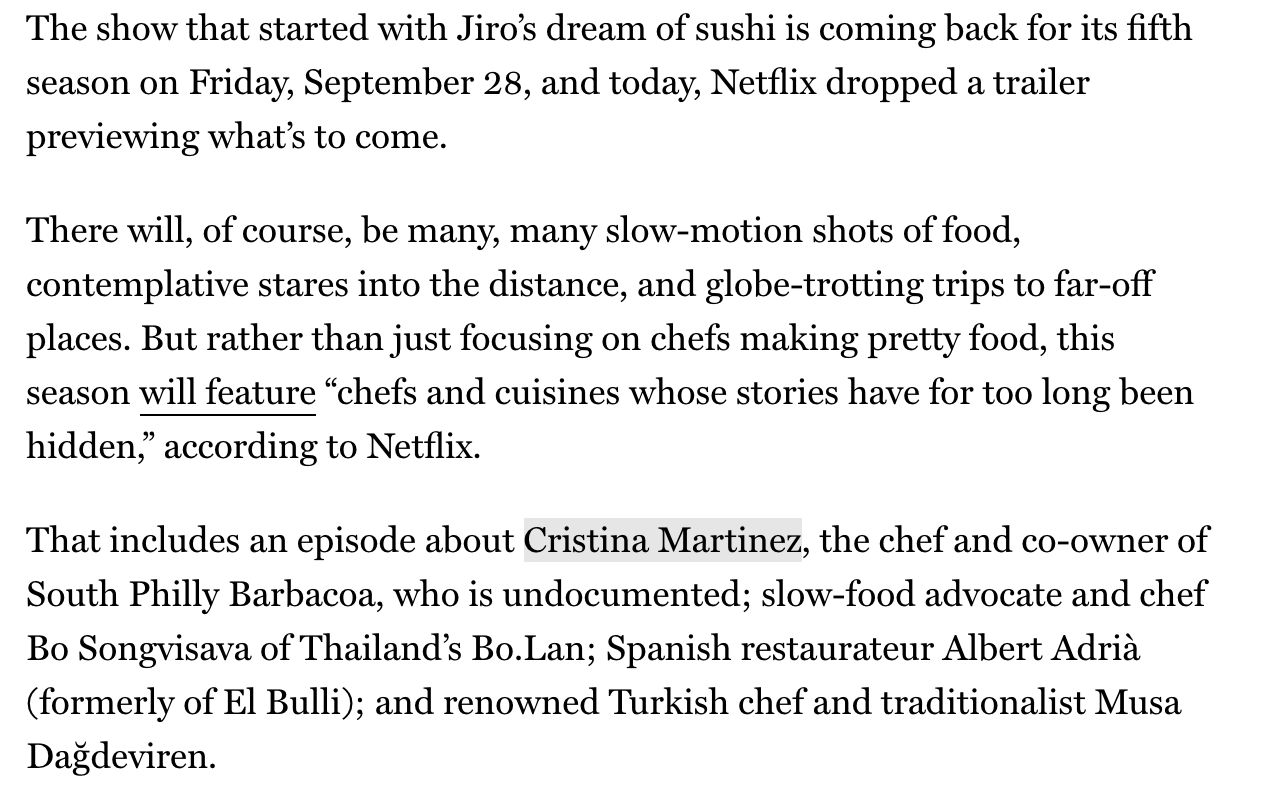 The show that started with Jiro’s dream of sushi is coming back for its fifth
season on Friday, September 28, and today, Netflix dropped a trailer
previewing what’s to come.
There will, of course, be many, many slow-motion shots of food,
contemplative stares into the distance, and globe-trotting trips to far-off
places. But rather than just focusing on chefs making pretty food, this
season will feature “chefs and cuisines whose stories have for too long been
hidden,” according to Netflix.
That includes an episode about Cristina Martinez, the chef and co-owner of
South Philly Barbacoa, who is undocumented; slow-food advocate and chef
Bo Songvisava of Thailand’s Bo.Lan; Spanish restaurateur Albert Adrià
(formerly of El Bulli); and renowned Turkish chef and traditionalist Musa
Dağdeviren.